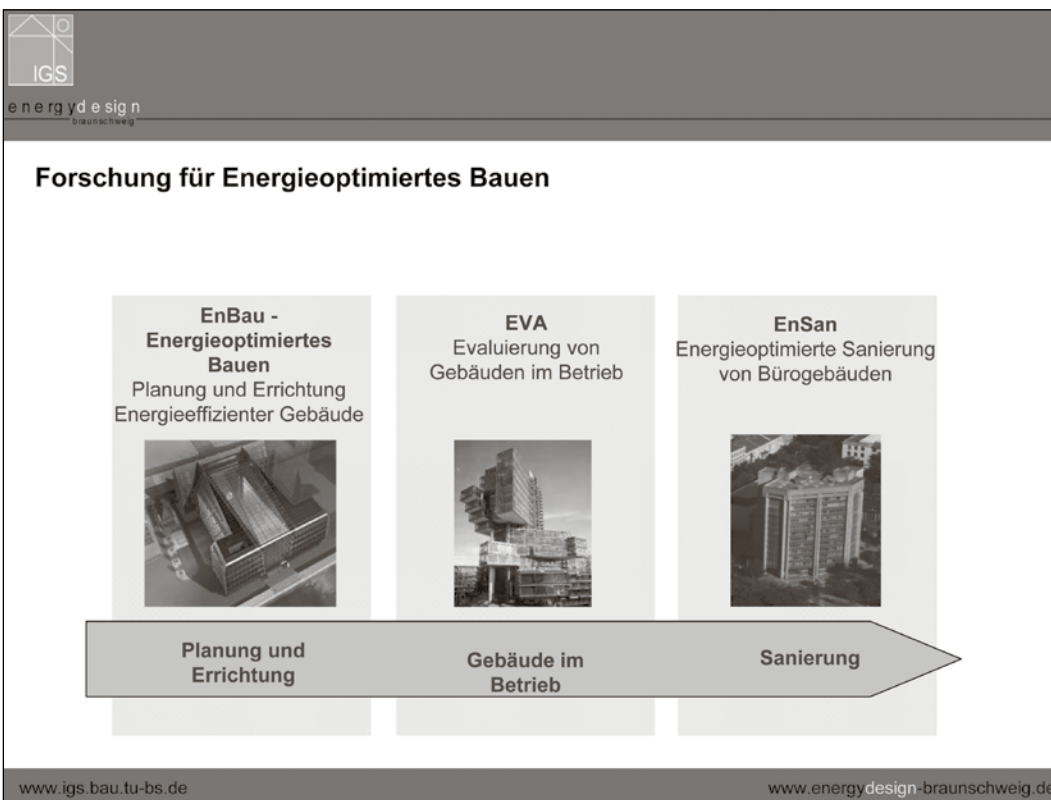 IGS
energydesign
braunschweig
Forschung für Energieoptimiertes Bauen
EnBau -
Energieoptimiertes
Bauen
Planung und Errichtung
Energieeffizienter Gebäude
EVA
Evaluierung von
Gebäuden im Betrieb
EnSan
Energieoptimierte Sanierung
von Bürogebäuden
Planung und
Errichtung
Gebäude im
Betrieb
Sanierung
www.igs.bau.tu-bs.de
www.energydesign-braunschweig.de